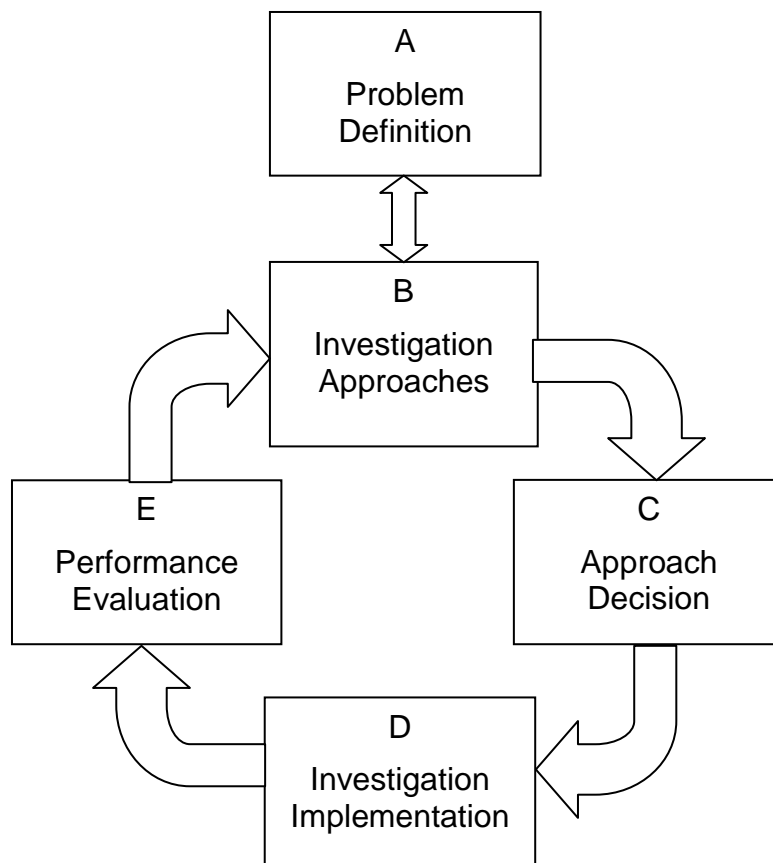 A
Problem
Definition
B
Investigation
Approaches
E
Performance
Evaluation
C
Approach
Decision
D
Investigation
Implementation